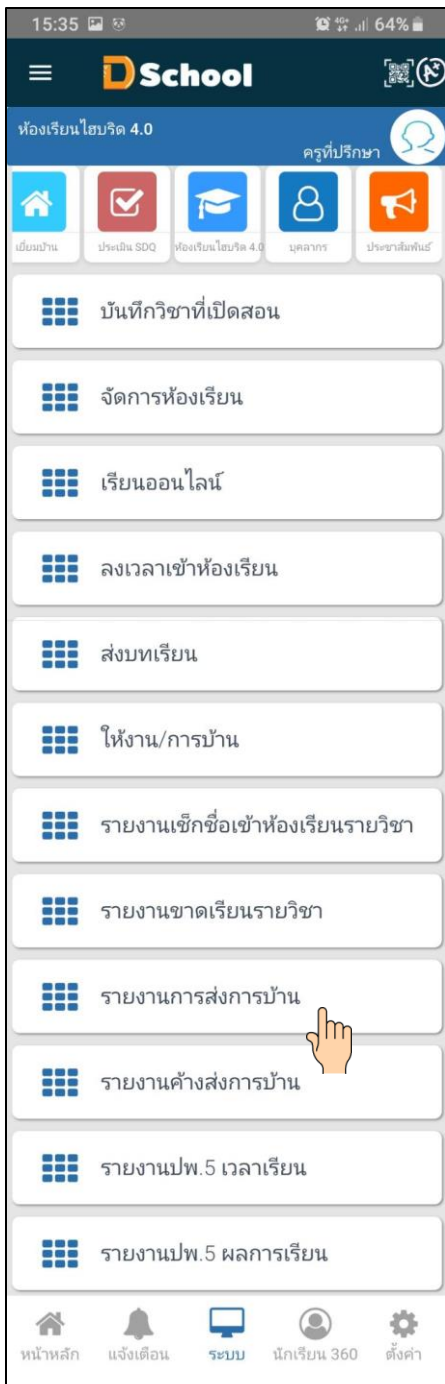 15:35 4G+ 64%
DSchool A+
ห้องเรียนไฮบริด 4.0
ครูที่ปรึกษา
เยี่ยมบ้าน ประเมิน SDQ ห้องเรียนไฮบริด 4.0 บุคลากร ประชาสัมพันธ์
บันทึกวิชาที่เปิดสอน
จัดการห้องเรียน
เรียนออนไลน์
ลงเวลาเข้าห้องเรียน
ส่งบทเรียน
ให้งาน/การบ้าน
รายงานเช็กชื่อเข้าห้องเรียนรายวิชา
รายงานขาดเรียนรายวิชา
รายงานการส่งการบ้าน
รายงานค้างส่งการบ้าน
รายงานปพ.5 เวลาเรียน
รายงานปพ.5 ผลการเรียน
หน้าหลัก แจ้งเตือน ระบบ นักเรียน 360 ตั้งค่า